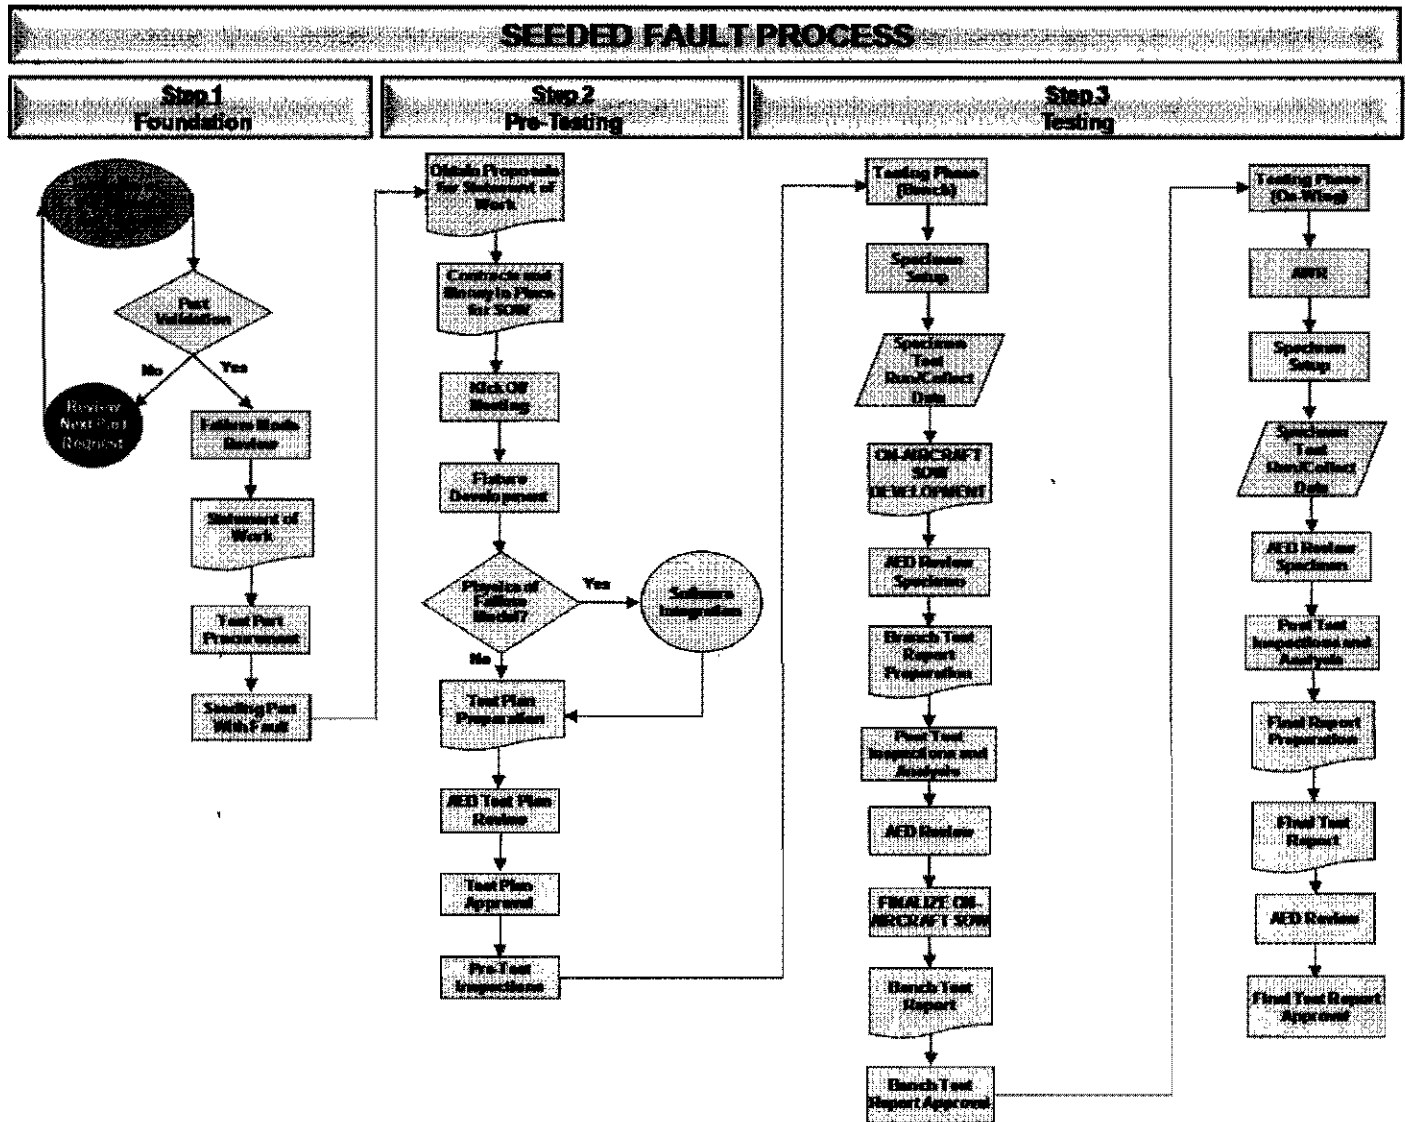 SEEDED FAULT PROCESS
Step 1
Foundation
Step 2
Pre-Testing
Step 3
Testing
Part
Validation
No
Yes
Review
Next Part
Request
Failure Mode
Review
Statement of
Work
Test Part
Procurement
Seeding Part
With Fault
Obtain Proposals
for Statement of
Work
Contracts and
Money in Place
for SOW
Kick Off
Meeting
Fixture
Development
Physics of
Failure
Model?
Yes
Software
Integration
No
Test Plan
Preparation
AED Test Plan
Review
Test Plan
Approval
Pre-Test
Inspections
Testing Phase
(Bench)
Specimen
Setup
Specimen
Test
Run/Collect
Data
ON-AIRCRAFT
SOW
DEVELOPMENT
AED Review
Specimen
Branch Test
Report
Preparation
Post Test
Inspections and
Analysis
AED Review
FINALIZE ON-
AIRCRAFT SOW
Bench Test
Report
Bench Test
Report Approval
Testing Phase
(On-Wing)
AWR
Specimen
Setup
Specimen
Test
Run/Collect
Data
AED Review
Specimen
Post Test
Inspections and
Analysis
Final Report
Preparation
Final Test
Report
AED Review
Final Test Report
Approval